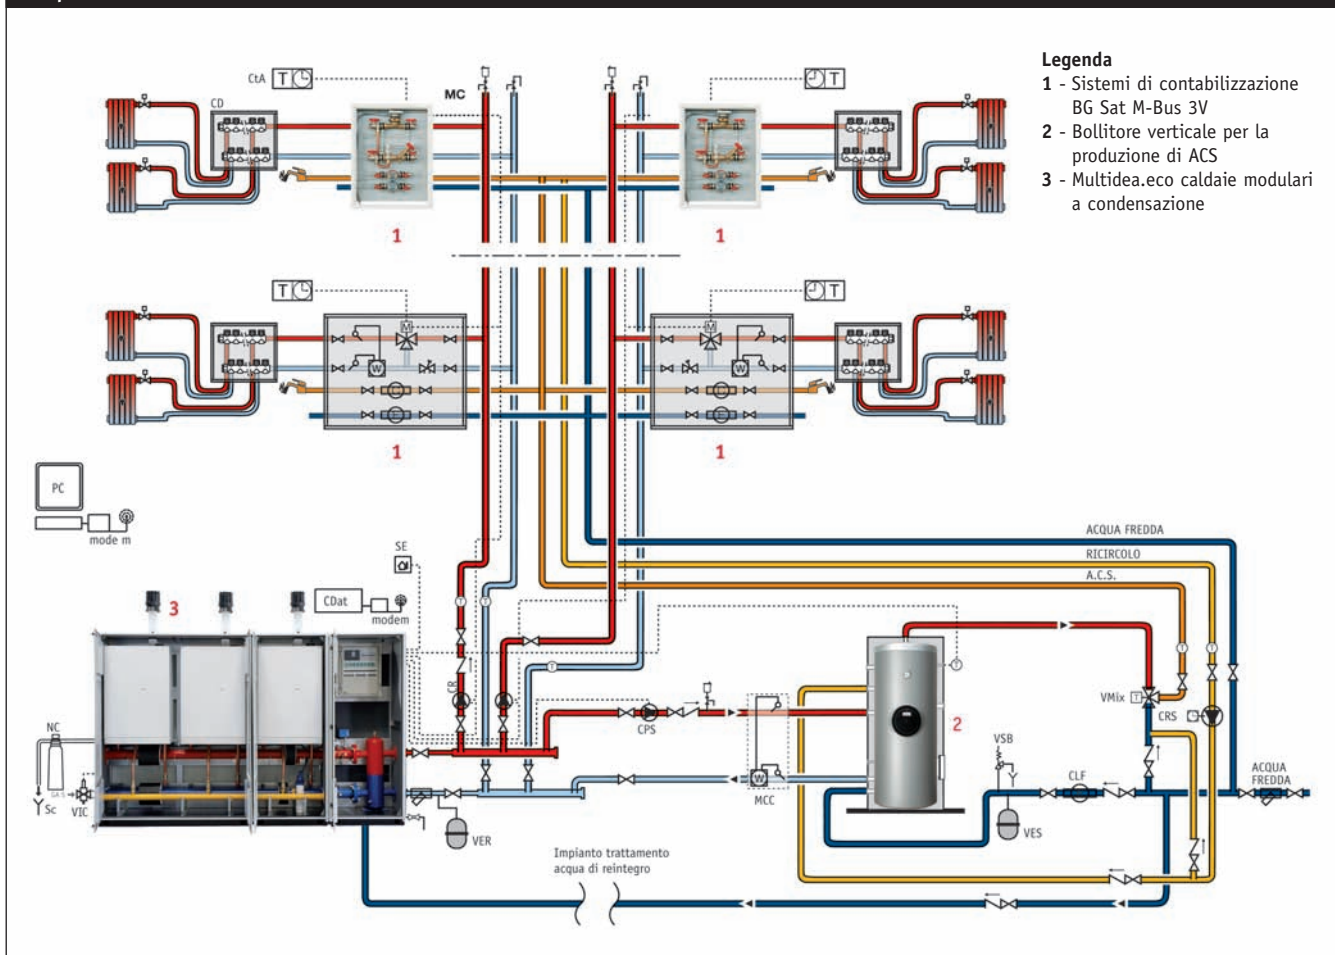 Legenda
1 - Sistemi di contabilizzazione
BG Sat M-Bus 3V
2 - Bollitore verticale per la
produzione di ACS
3 - Multidea.eco caldaie modulari
a condensazione
CtA
T
T
MC
CD
1
1
T
T
M
M
W
W
1
1
PC
mode m
SE
ACQUA FREDDA
RICIRCOLO
A.C.S.
3
CDat
modem
T
T
T
T
T
T
CR
VMix
T
CRS
2
NC
CPS
VSB
CLF
ACQUA
FREDDA
W
MCC
GAS
Sc
VIC
VER
VES
Impianto trattamento
acqua di reintegro